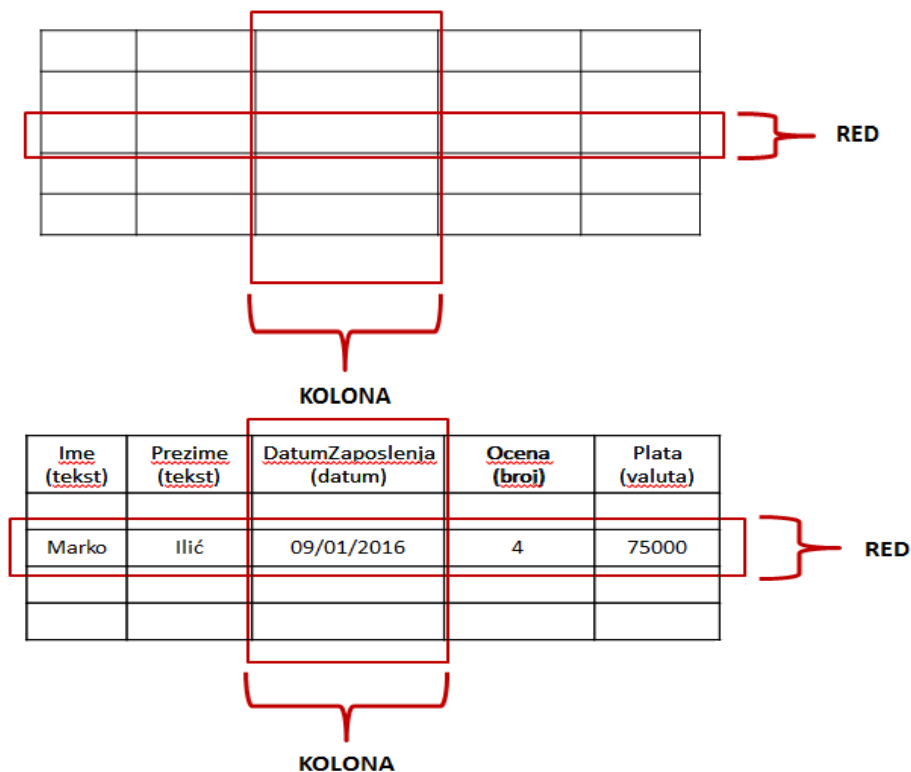 RED
KOLONA
Ime Prezime DatumZaposlenja Ocena Plata
(tekst) (tekst) (datum) (broj) (valuta)
Marko Ilić 09/01/2016 4 75000
RED
KOLONA